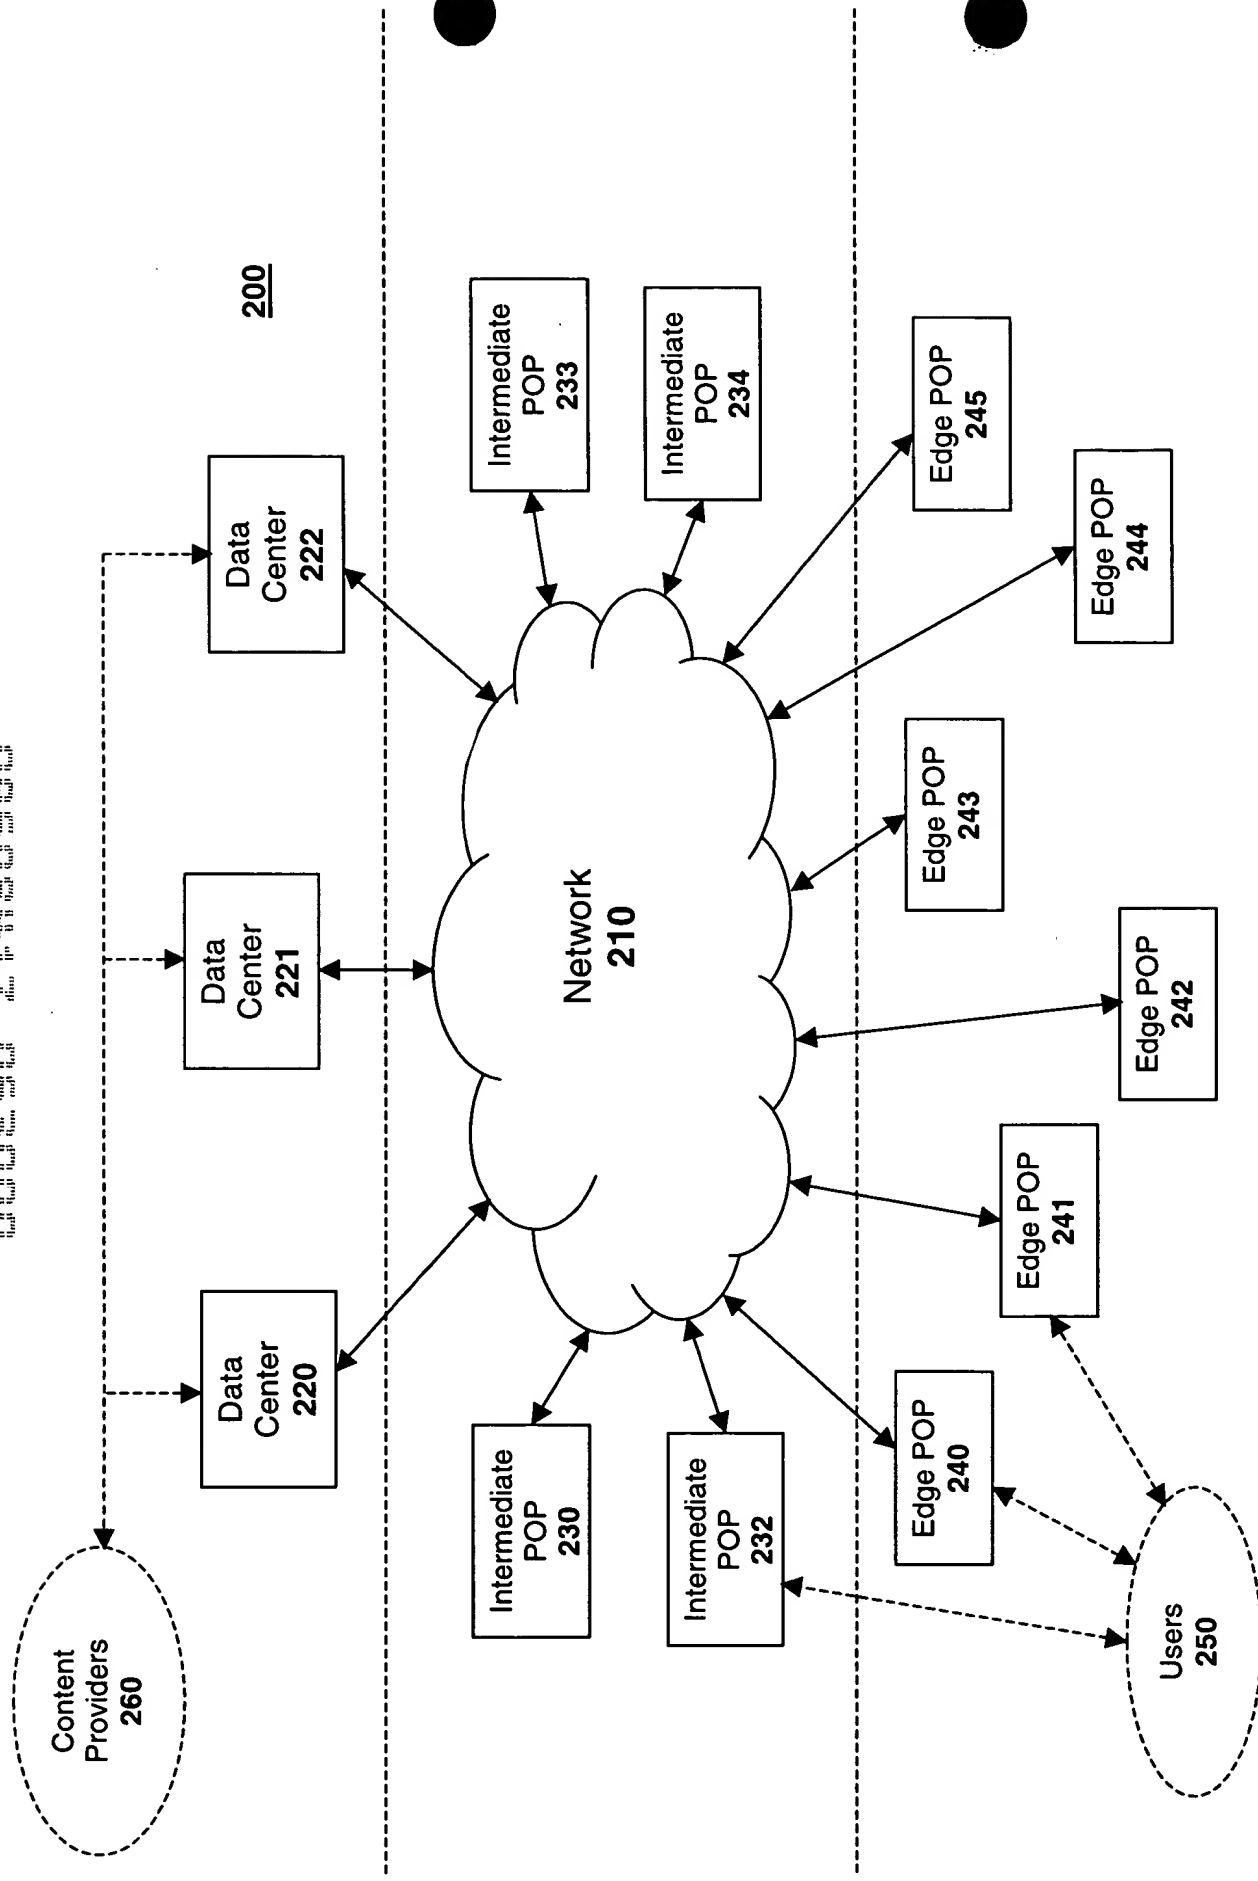 200
Content
Providers
260
Data
Center
220
Data
Center
221
Data
Center
222
Intermediate
POP
230
Intermediate
POP
232
Network
210
Intermediate
POP
233
Intermediate
POP
234
Edge POP
240
Edge POP
241
Edge POP
242
Edge POP
243
Edge POP
244
Edge POP
245
Users
250